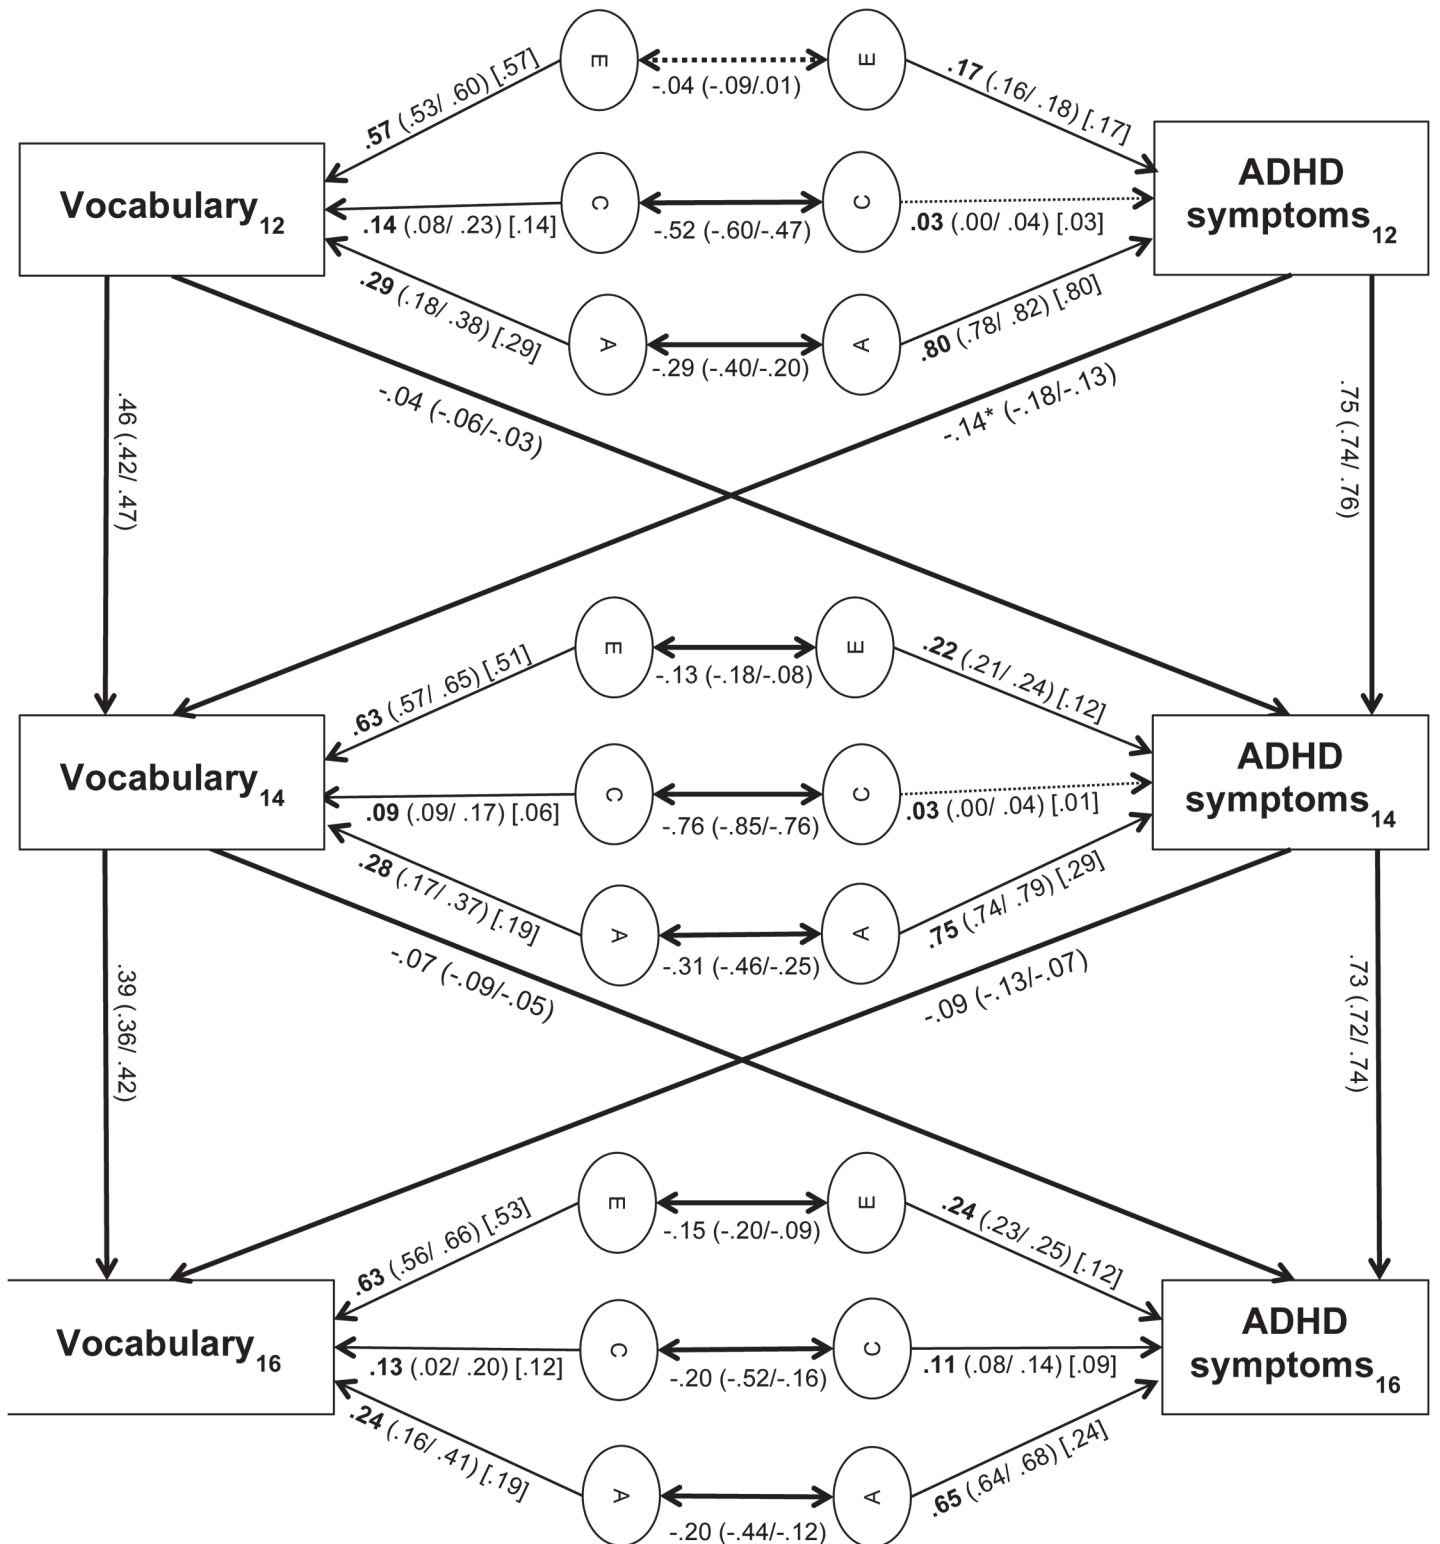 E
E
-.04 (-.09/.01)
.57 (.53/ .60) [.57]
.17 (.16/ .18) [.17]
Vocabulary12
ADHD
symptoms12
C
C
.14 (.08/ .23) [.14]
-.52 (-.60/-.47)
.03 (.00/ .04) [.03]
.29 (.18/ .38) [.29]
A
A
-.29 (-.40/-.20)
.80 (.78/ .82) [.80]
.46 (.42/ .47)
-.04 (-.06/-.03)
-.14* (-.18/-.13)
.75 (.74/ .76)
E
E
-.13 (-.18/-.08)
.63 (.57/ .65) [.51]
.22 (.21/ .24) [.12]
Vocabulary14
ADHD
symptoms14
C
C
.09 (.09/ .17) [.06]
-.76 (-.85/-.76)
.03 (.00/ .04) [.01]
.28 (.17/ .37) [.19]
A
A
-.31 (-.46/-.25)
.75 (.74/ .79) [.29]
.39 (.36/ .42)
-.07 (-.09/-.05)
-.09 (-.13/-.07)
.73 (.72/ .74)
E
E
-.15 (-.20/-.09)
.63 (.56/ .66) [.53]
.24 (.23/ .25) [.12]
Vocabulary16
ADHD
symptoms16
C
C
.13 (.02/ .20) [.12]
-.20 (-.52/-.16)
.11 (.08/ .14) [.09]
.24 (.16/ .41) [.19]
A
A
-.20 (-.44/-.12)
.65 (.64/ .68) [.24]